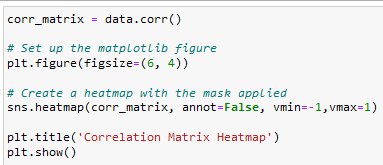 corr_matrix = data.corr()
# Set up the matplotlib figure
plt.figure(figsize=(6, 4))
# Create a heatmap with the mask applied
sns.heatmap(corr_matrix, annot=False, vmin=-1,vmax=1)
plt.title('Correlation Matrix Heatmap')
plt.show()